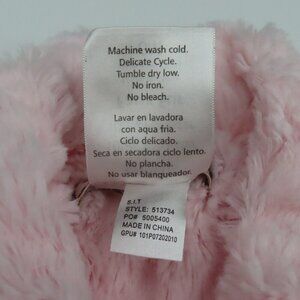 Machine wash cold.
Delicate Cycle.
Tumble dry low.
No iron.
No bleach.
Lavar en lavadora
con agua fria.
Ciclo delicado.
Seca en secadora ciclo lento.
No plancha.
No usar blanqueador.
S.I.T
STYLE: 513734
PO# 5005400
MADE IN CHINA
GPU# 101P07202010